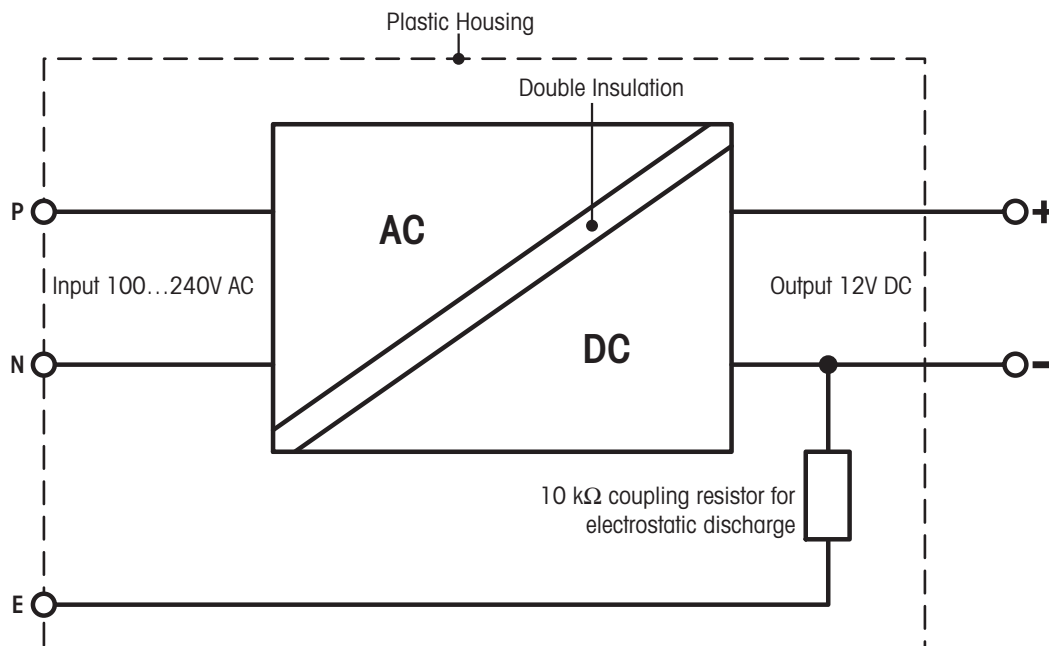 Plastic Housing
Double Insulation
P
AC
+
Input 100...240V AC
Output 12V DC
N
DC
–
10 kΩ coupling resistor for
electrostatic discharge
E